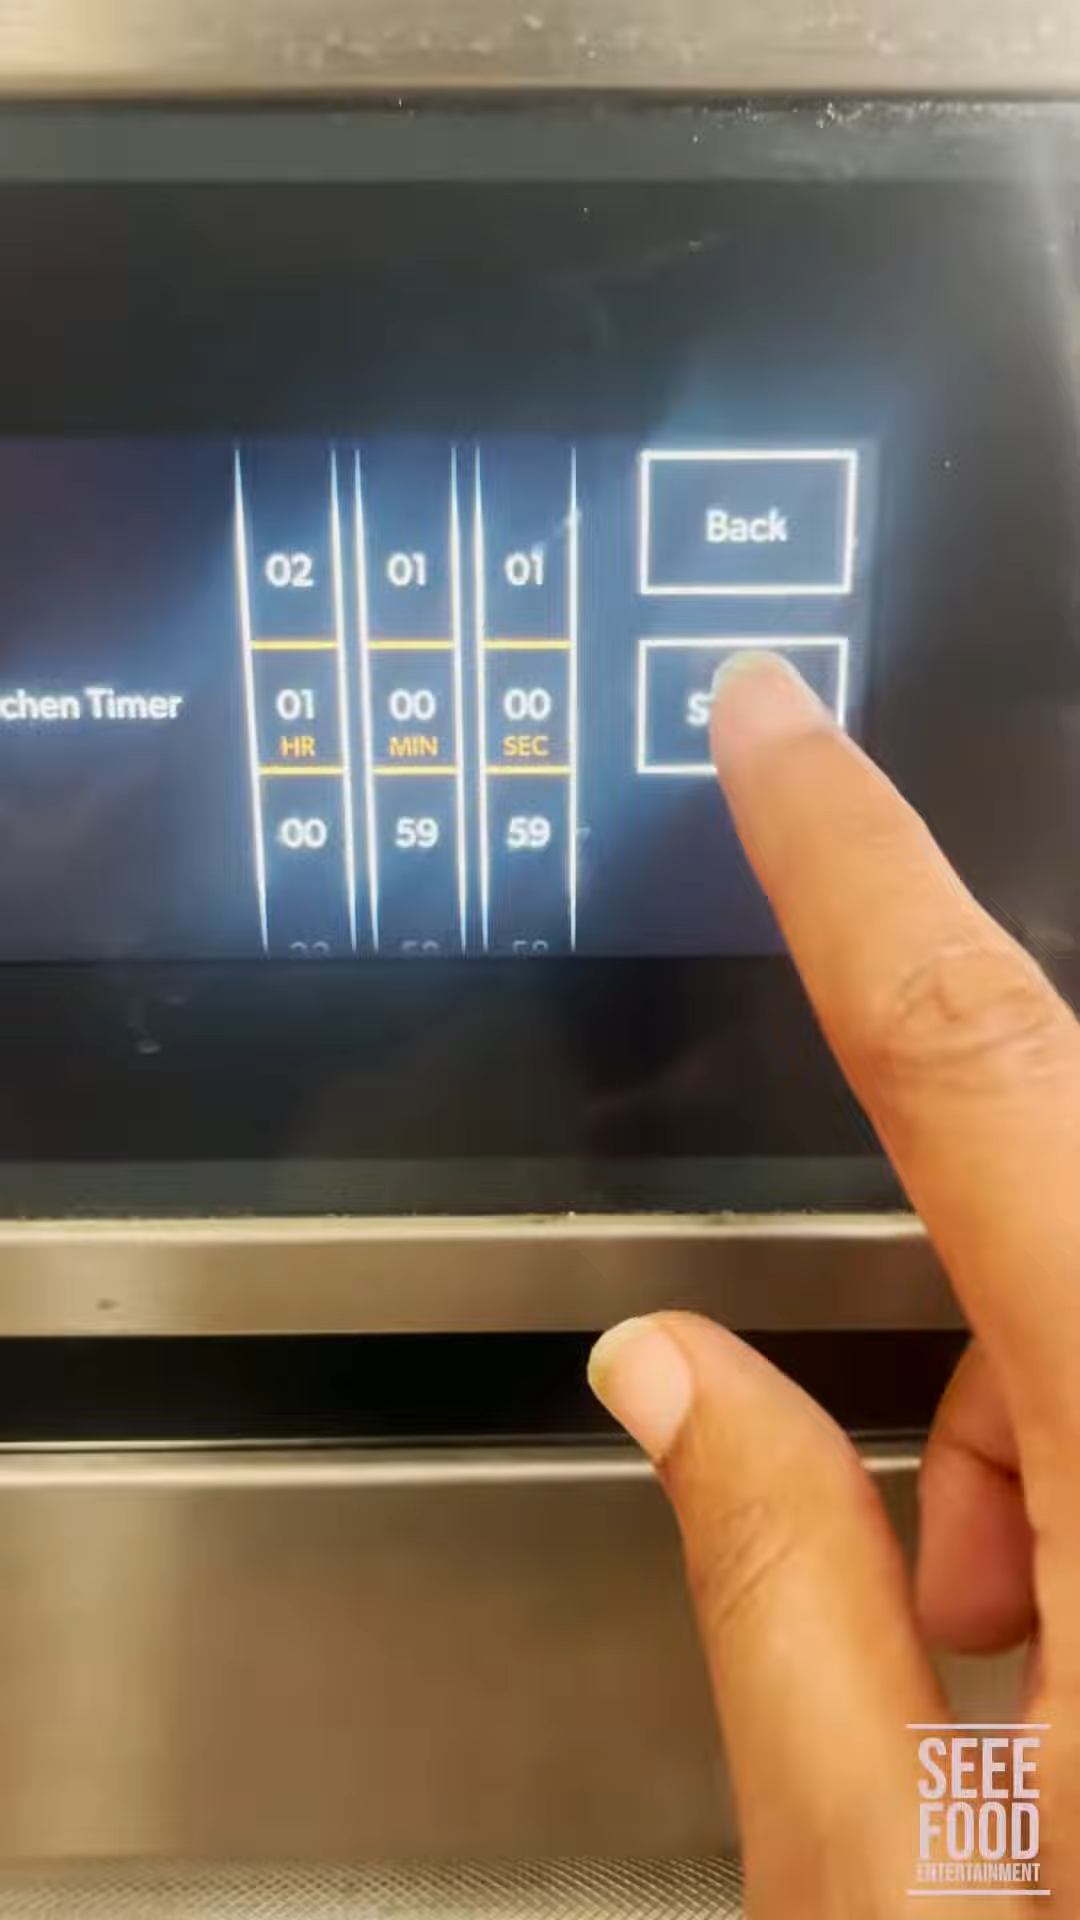 Back
02 01 01
chen Timer
01 00 00
HR MIN SEC
00 59 59
SEEE
FOOD
ENTERTAINMENT